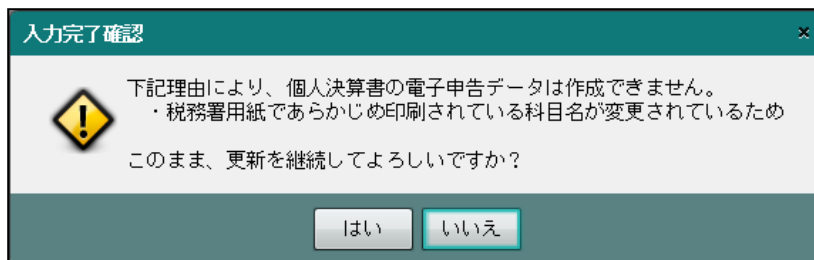 入力完了確認
×
下記理由により、個人決算書の電子申告データは作成できません。
・税務署用紙であらかじめ印刷されている科目名が変更されているため
このまま、更新を継続してよろしいですか？
はい
いいえ